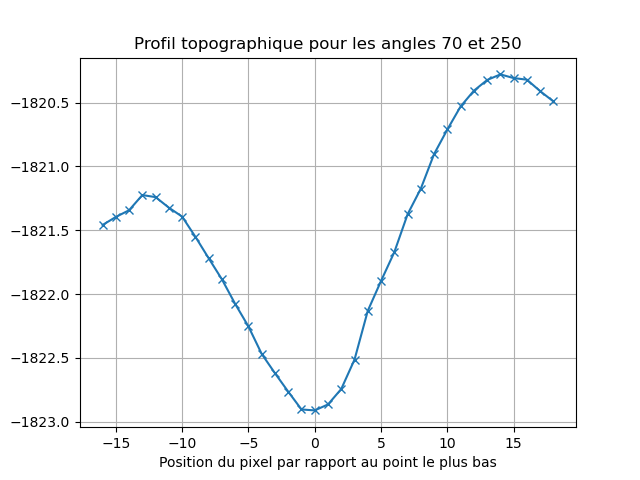 Profil topographique pour les angles 70 et 250
−1820.5
−1821.0
−1821.5
−1822.0
−1822.5
−1823.0
−15 −10 −5 0 5 10 15
Position du pixel par rapport au point le plus bas